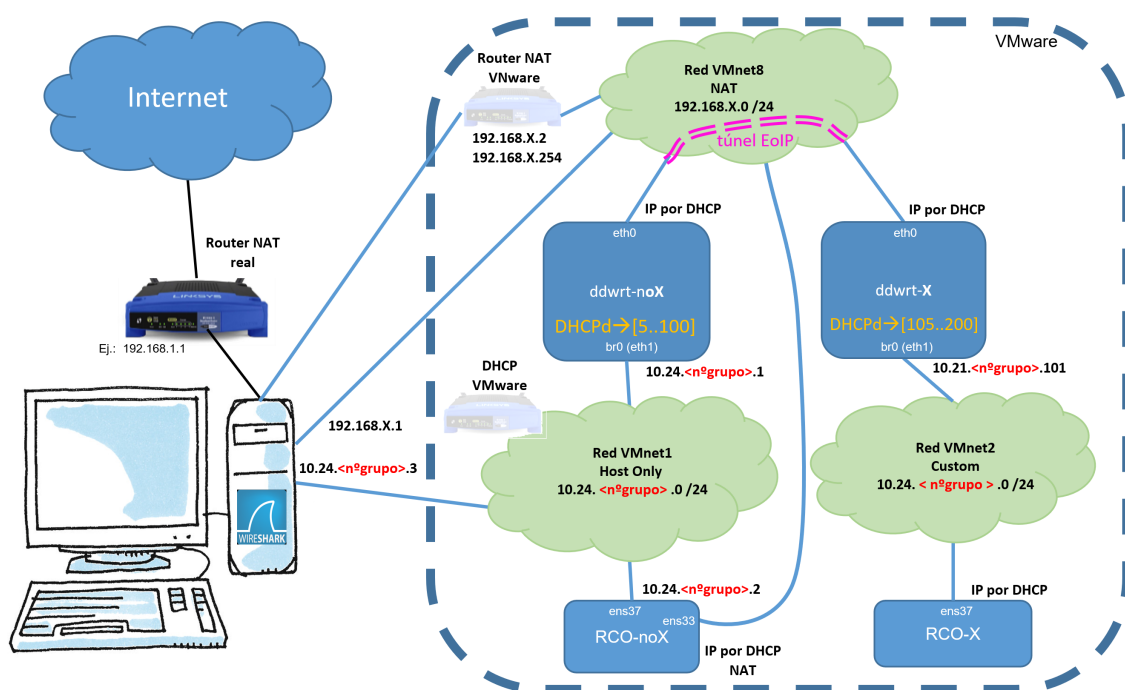 VMware
Internet
Router NAT
VNware
192.168.X.2
192.168.X.254
Red VMnet8
NAT
192.168.X.0 /24
túnel EoIP
IP por DHCP
IP por DHCP
eth0
ddwrt-noX
DHCPd→[5..100]
br0 (eth1)
eth0
ddwrt-X
DHCPd→[105..200]
br0 (eth1)
Router NAT
real
LINKSYS
Ej.: 192.168.1.1
10.24.<nºgrupo>.1
10.21.<nºgrupo>.101
DHCP
VMware
192.168.X.1
10.24.<nºgrupo>.3
Red VMnet1
Host Only
10.24. <nºgrupo> .0 /24
Red VMnet2
Custom
10.24. < nºgrupo > .0 /24
WIRESHARK
10.24.<nºgrupo>.2
ens37
ens33
RCO-noX
IP por DHCP
NAT
IP por DHCP
ens37
RCO-X